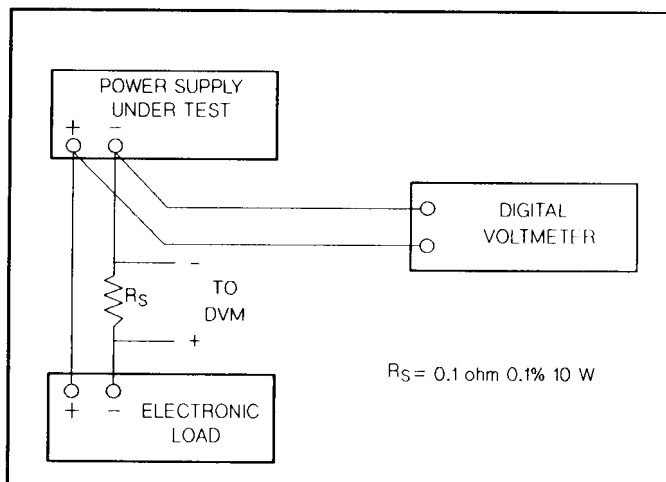 POWER SUPPLY
UNDER TEST
+ −
DIGITAL
VOLTMETER
−
RS
TO
DVM
+
RS = 0.1 ohm 0.1% 10 W
+ −
ELECTRONIC
LOAD